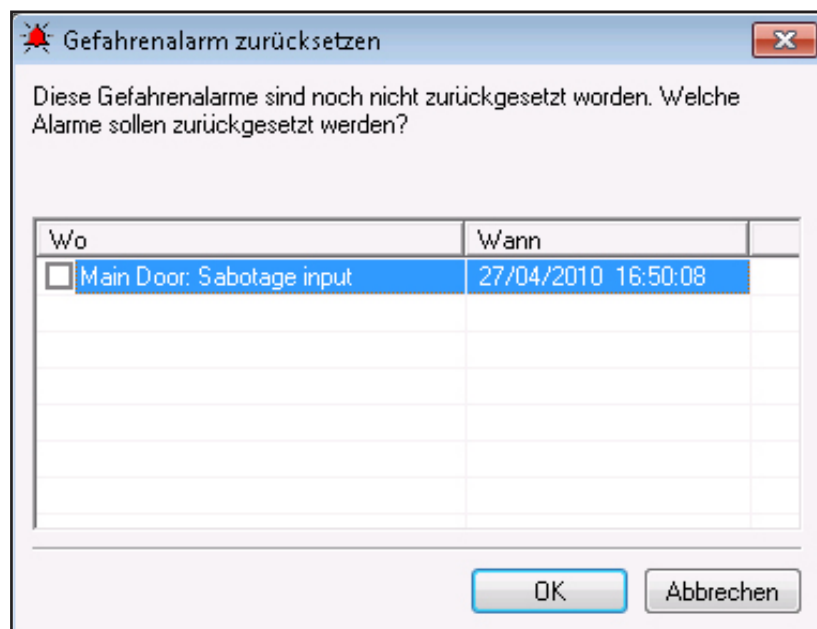 Gefahrenalarm zurücksetzen
Diese Gefahrenalarme sind noch nicht zurückgesetzt worden. Welche
Alarme sollen zurückgesetzt werden?
Wo Wann
Main Door: Sabotage input 27/04/2010 16:50:08
OK Abbrechen